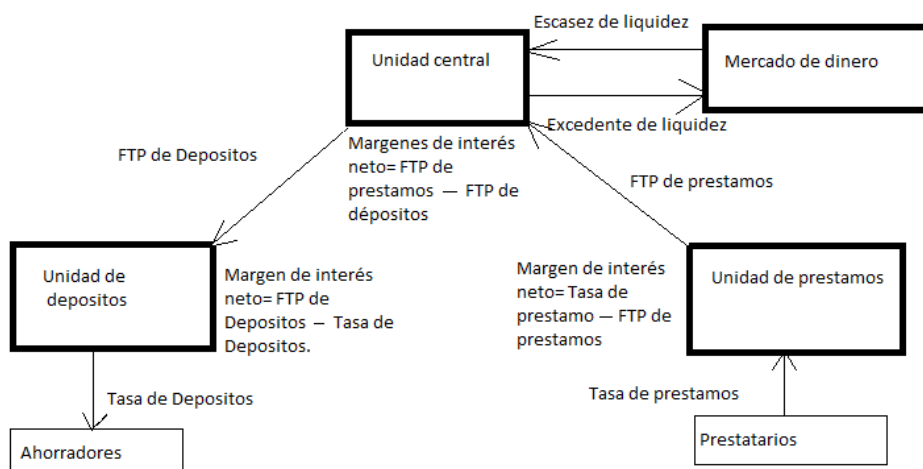 Escasez de liquidez
Unidad central
Mercado de dinero
Excedente de liquidez
FTP de Depositos
Margenes de interés
neto= FTP de
prestamos — FTP de
dépositos
FTP de prestamos
Unidad de
depositos
Margen de interés
neto= FTP de
Depositos — Tasa de
Depositos.
Margen de interés
neto= Tasa de
prestamo — FTP de
prestamos
Unidad de prestamos
Tasa de Depositos
Tasa de prestamos
Ahorradores
Prestatarios